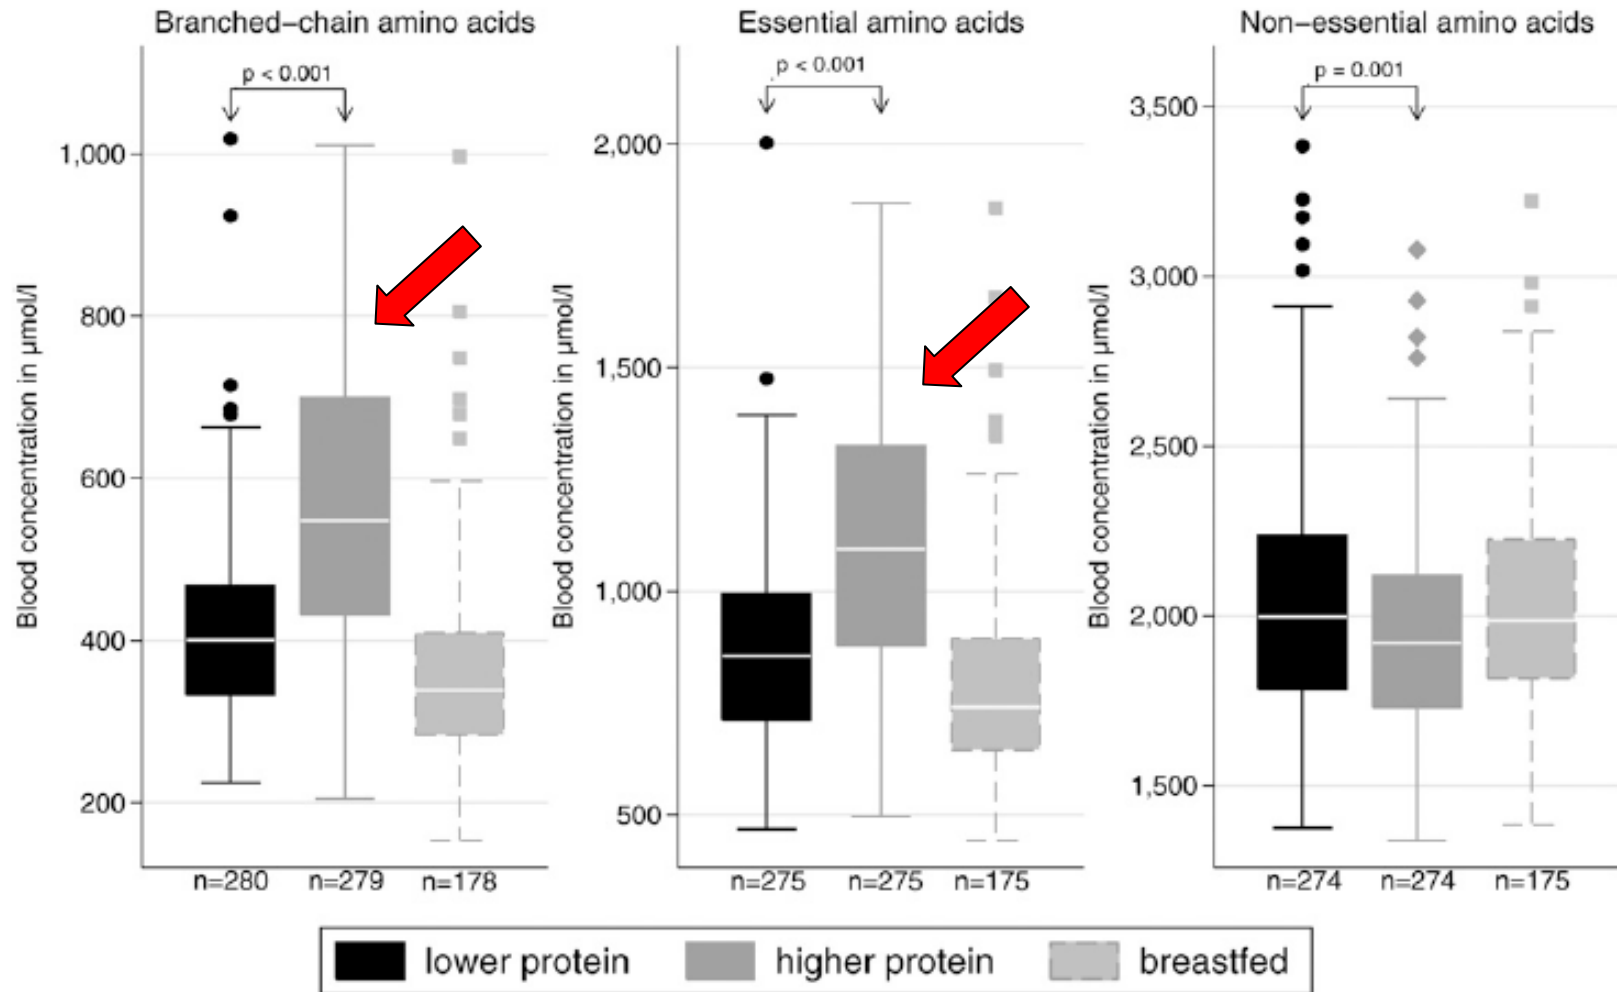 Branched-chain amino acids
p < 0.001
Blood concentration in µmol/l
1,000
800
600
400
200
n=280
n=279
n=178
Essential amino acids
p < 0.001
Blood concentration in µmol/l
2,000
1,500
1,000
500
n=275
n=275
n=175
Non-essential amino acids
p = 0.001
Blood concentration in µmol/l
3,500
3,000
2,500
2,000
1,500
n=274
n=274
n=175
lower protein
higher protein
breastfed